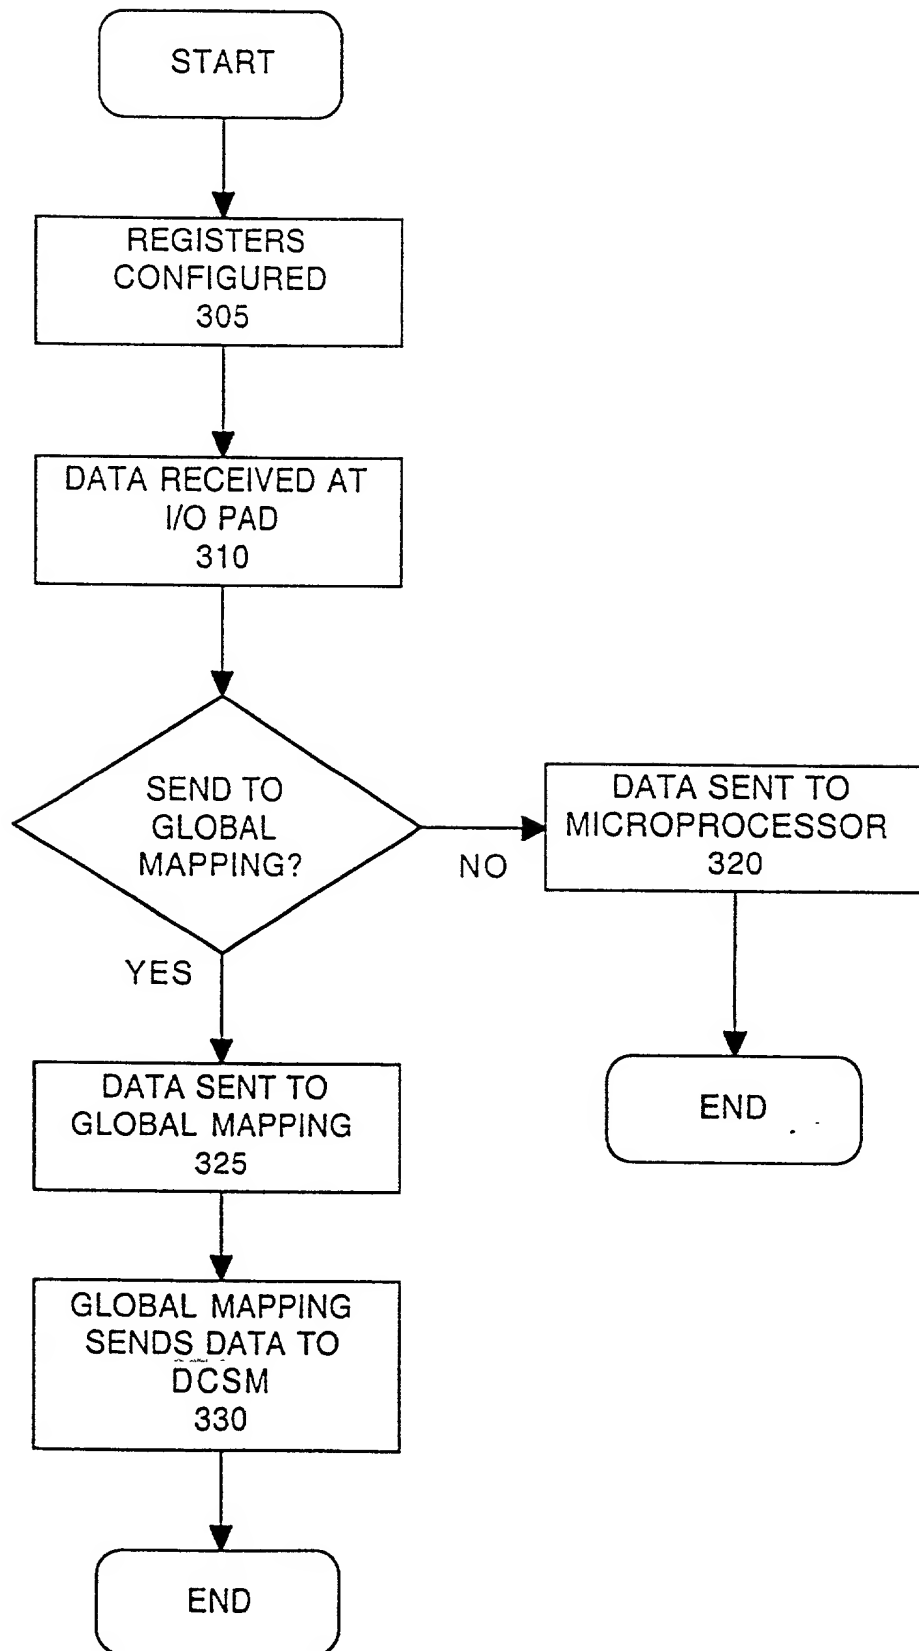 START
REGISTERS
CONFIGURED
305
DATA RECEIVED AT
I/O PAD
310
SEND TO
GLOBAL
MAPPING?
NO
DATA SENT TO
MICROPROCESSOR
320
END
YES
DATA SENT TO
GLOBAL MAPPING
325
GLOBAL MAPPING
SENDS DATA TO
DCSM
330
END